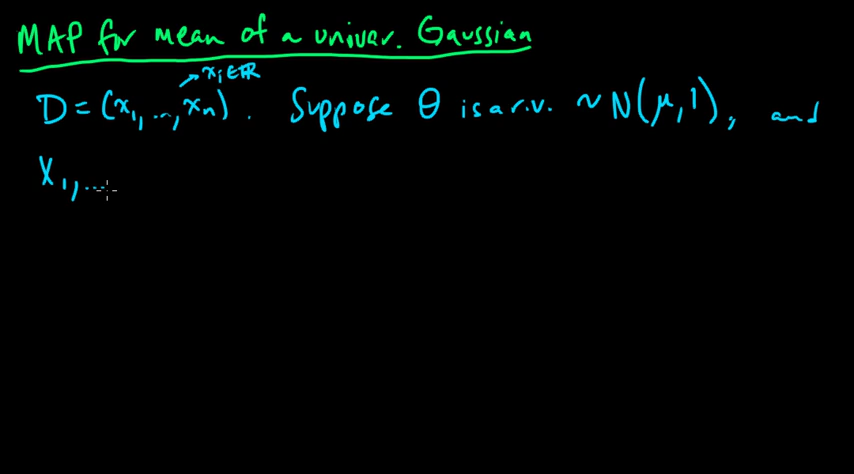 MAP for mean of a univar. Gaussian
xᵢ∈ℝ
D = (x₁, ..., xₙ). Suppose θ is a r.v. ~ N(μ, 1), and
X₁, ...